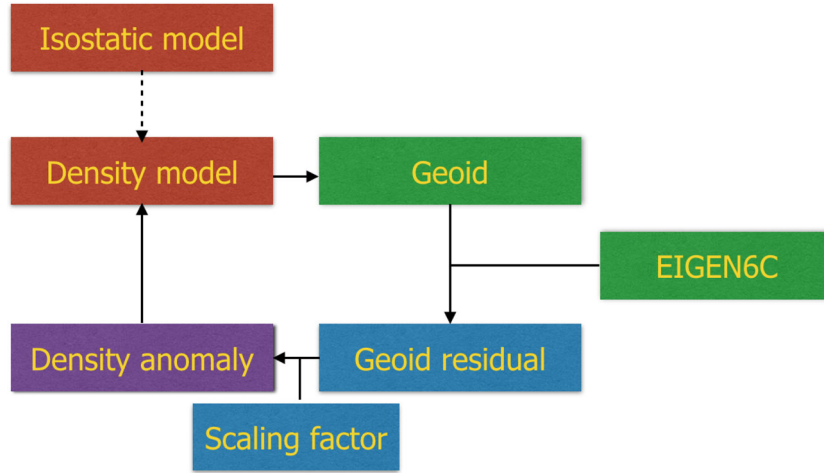 Isostatic model
Density model
Geoid
EIGEN6C
Density anomaly
Geoid residual
Scaling factor